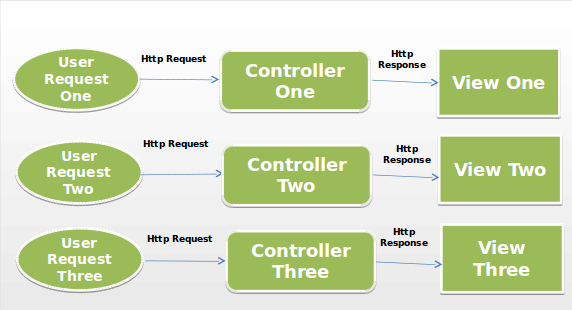 User
Request
One
Http Request
Controller
One
Http
Response
View One
User
Request
Two
Http Request
Controller
Two
Http
Response
View Two
User
Request
Three
Http Request
Controller
Three
Http
Response
View
Three